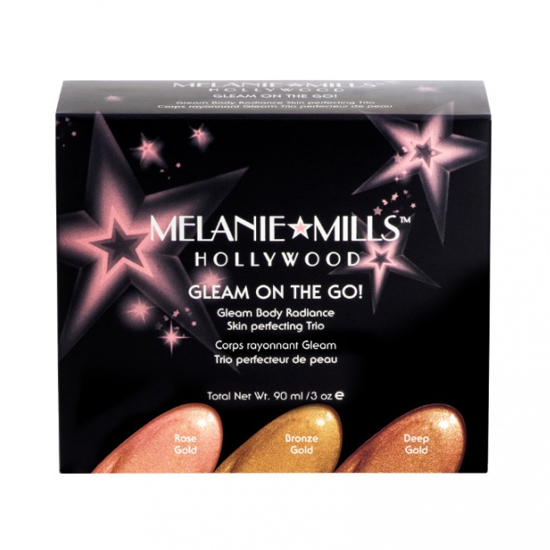 MELANIE★MILLS
HOLLYWOOD
GLEAM ON THE GO!
Gleam Body Radiance Skin perfecting Trio
Corps rayonnant Gleam Trio perfecteur de peau
MELANIE★MILLS™
HOLLYWOOD
GLEAM ON THE GO!
Gleam Body Radiance
Skin perfecting Trio
Corps rayonnant Gleam
Trio perfecteur de peau
Total Net Wt. 90 ml /3 oz ℮
Rose Gold
Bronze Gold
Deep Gold